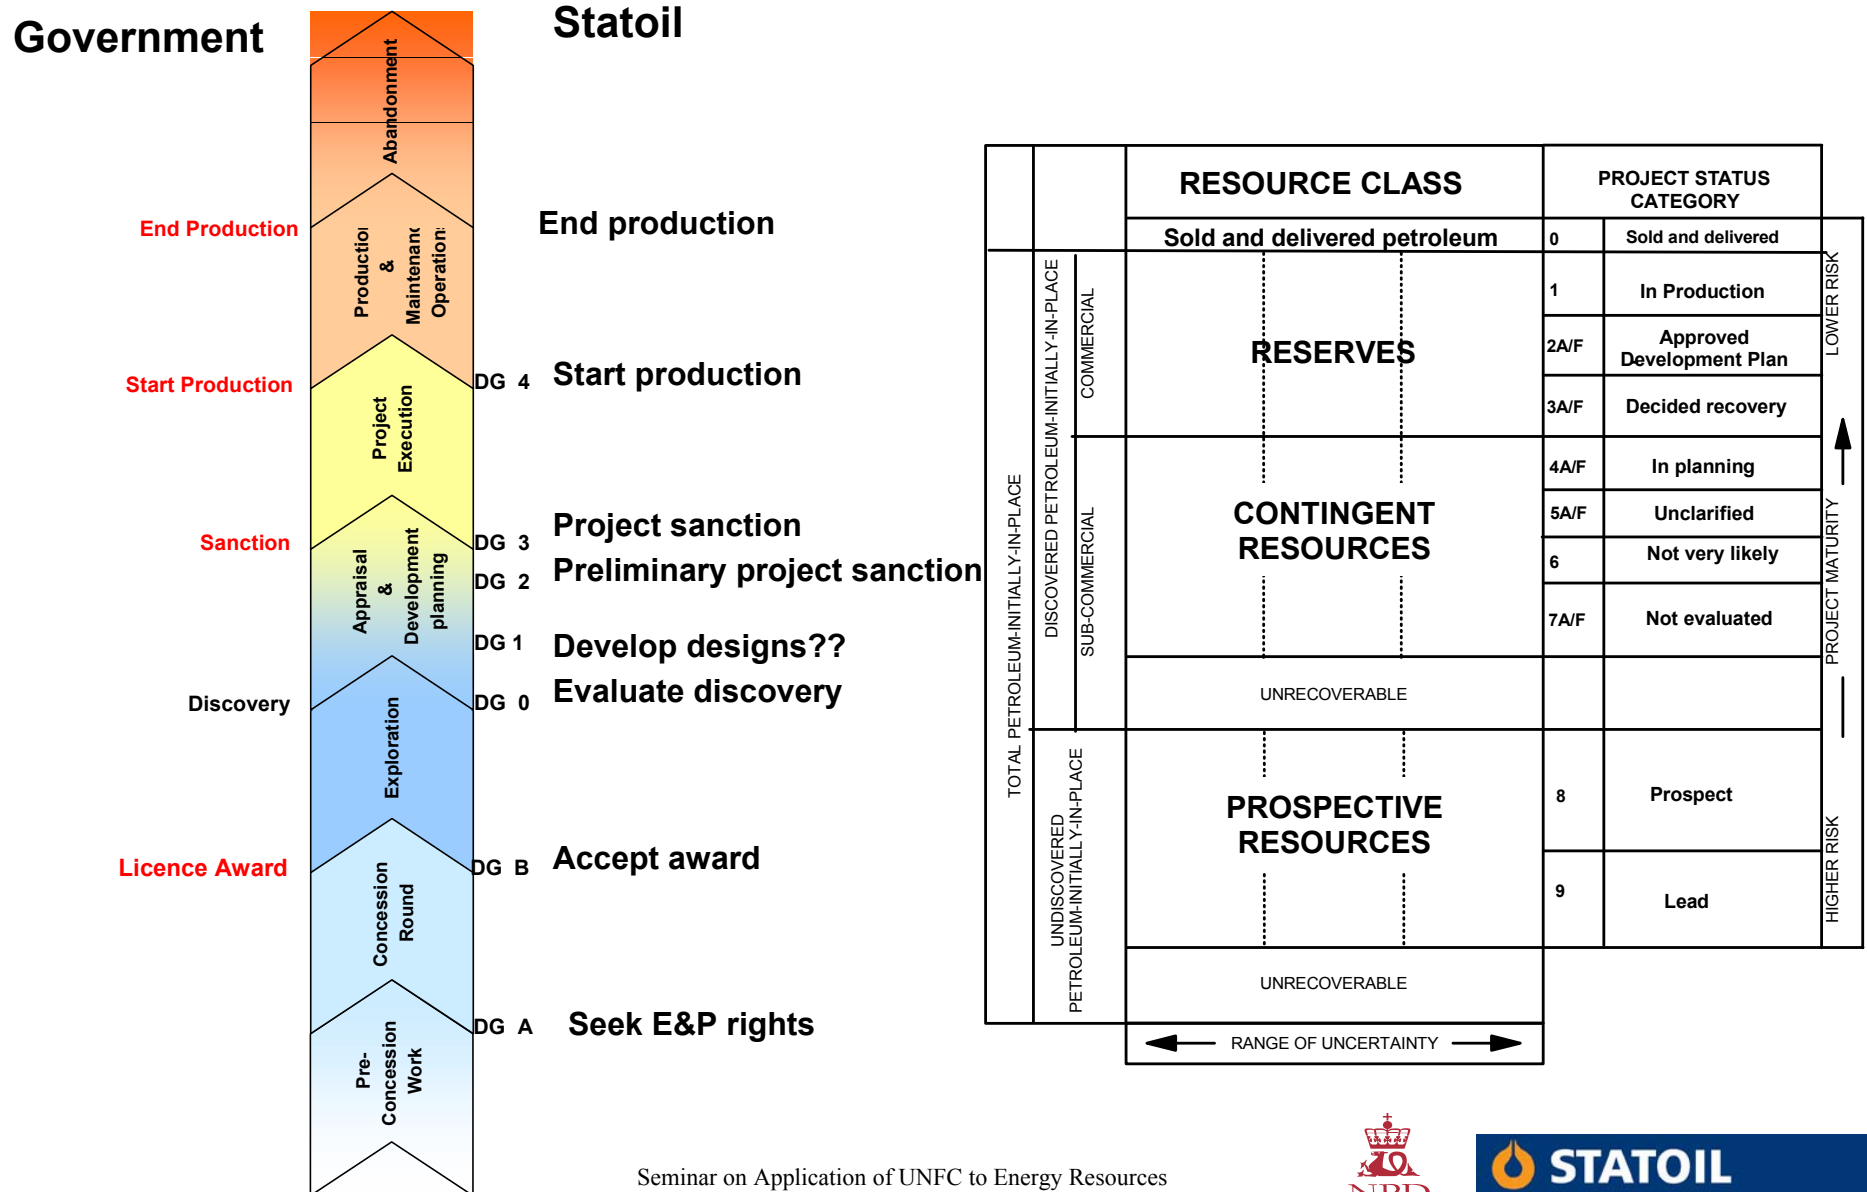 Government
Statoil
Abandonment
End Production
End production
Production
&
Maintenanc
Operation
Start Production
DG 4
Start production
Project
Execution
Sanction
DG 3
Project sanction
DG 2
Preliminary project sanction
Appraisal
&
Development
planning
DG 1
Develop designs??
Discovery
DG 0
Evaluate discovery
Exploration
Licence Award
DG B
Accept award
Concession
Round
DG A
Seek E&P rights
Pre-
Concession
Work
RESOURCE CLASS
PROJECT STATUS
CATEGORY
Sold and delivered petroleum
0
Sold and delivered
TOTAL PETROLEUM-INITIALLY-IN-PLACE
DISCOVERED PETROLEUM-INITIALLY-IN-PLACE
COMMERCIAL
RESERVES
1
In Production
2A/F
Approved
Development Plan
3A/F
Decided recovery
SUB-COMMERCIAL
CONTINGENT
RESOURCES
4A/F
In planning
5A/F
Unclarified
6
Not very likely
7A/F
Not evaluated
UNRECOVERABLE
UNDISCOVERED
PETROLEUM-INITIALLY-IN-PLACE
PROSPECTIVE
RESOURCES
8
Prospect
9
Lead
UNRECOVERABLE
LOWER RISK
PROJECT MATURITY
HIGHER RISK
RANGE OF UNCERTAINTY
Seminar on Application of UNFC to Energy Resources
NPD
STATOIL